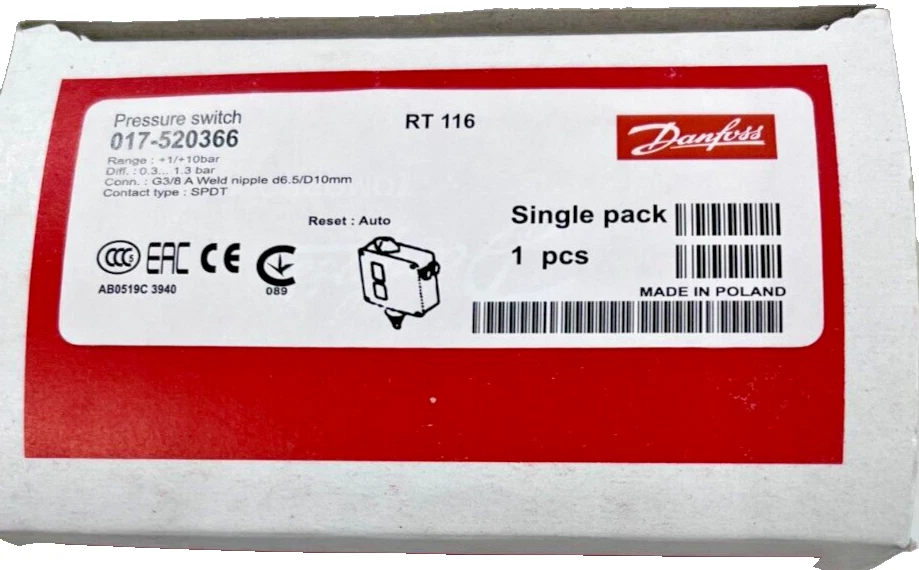 Pressure switch
017-520366
Range : +1/+10bar
Diff. : 0.3... 1.3 bar
Conn. : G3/8 A Weld nipple d6.5/D10mm
Contact type : SPDT
RT 116
Danfoss
Reset : Auto
Single pack
1 pcs
CCC S
EAC
CE
089
AB0519C 3940
MADE IN POLAND